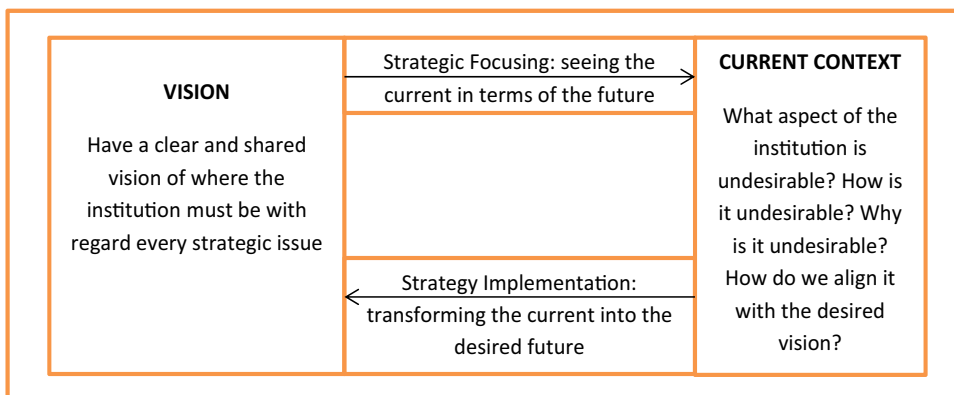 VISION
Have a clear and shared
vision of where the
institution must be with
regard every strategic issue
Strategic Focusing: seeing the
current in terms of the future
Strategy Implementation:
transforming the current into the
desired future
CURRENT CONTEXT
What aspect of the
institution is
undesirable? How is
it undesirable? Why
is it undesirable?
How do we align it
with the desired
vision?